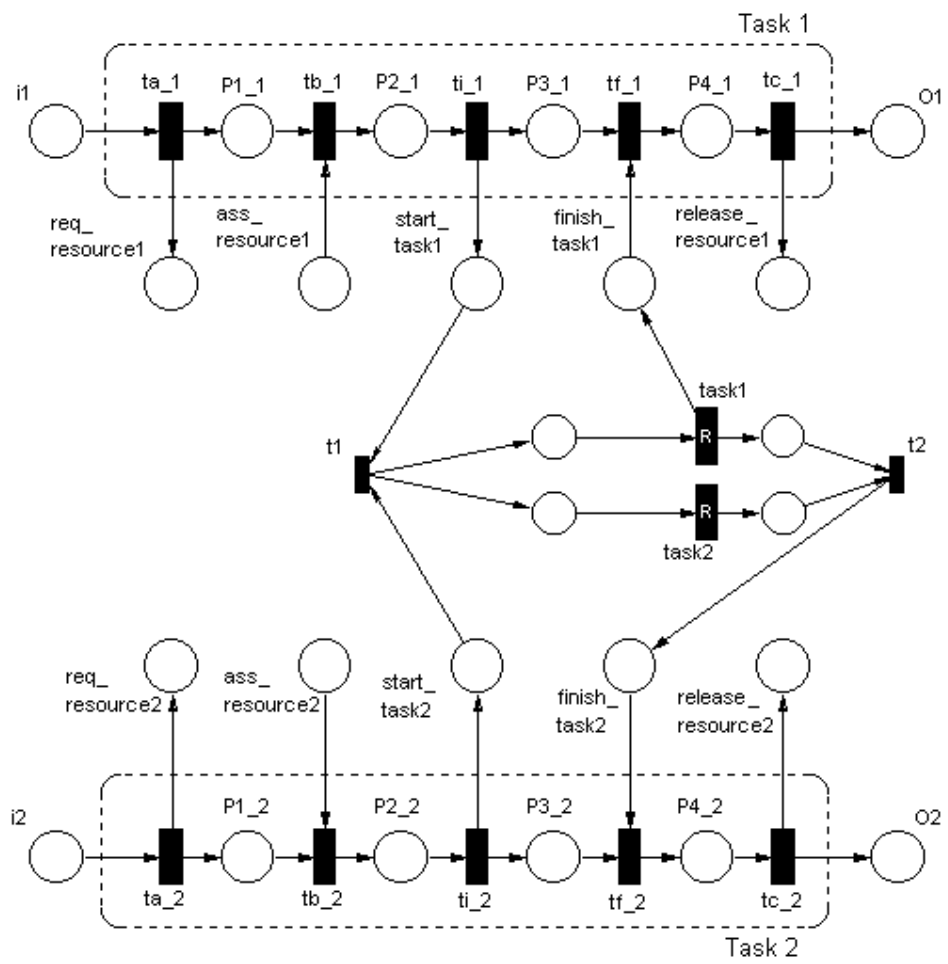 Task 1
i1
ta_1
P1_1
tb_1
P2_1
ti_1
P3_1
tf_1
P4_1
tc_1
O1
req_
resource1
ass_
resource1
start_
task1
finish_
task1
release_
resource1
task1
t1
R
t2
R
task2
req_
resource2
ass_
resource2
start_
task2
finish_
task2
release_
resource2
i2
P1_2
P2_2
P3_2
P4_2
O2
ta_2
tb_2
ti_2
tf_2
tc_2
Task 2